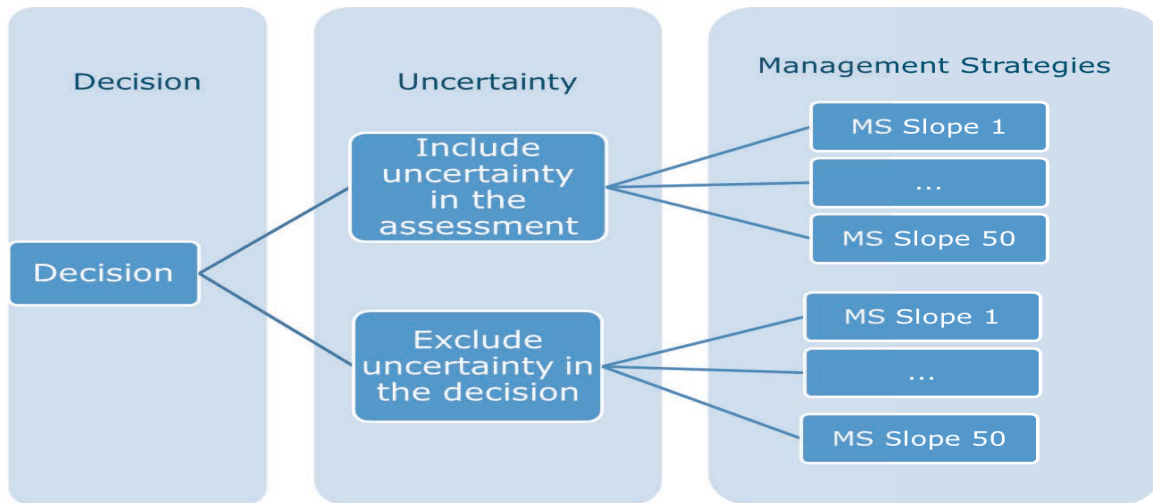 Decision
Uncertainty
Management Strategies
Decision
Include
uncertainty
in the
assessment
Exclude
uncertainty in
the decision
MS Slope 1
...
MS Slope 50
MS Slope 1
...
MS Slope 50